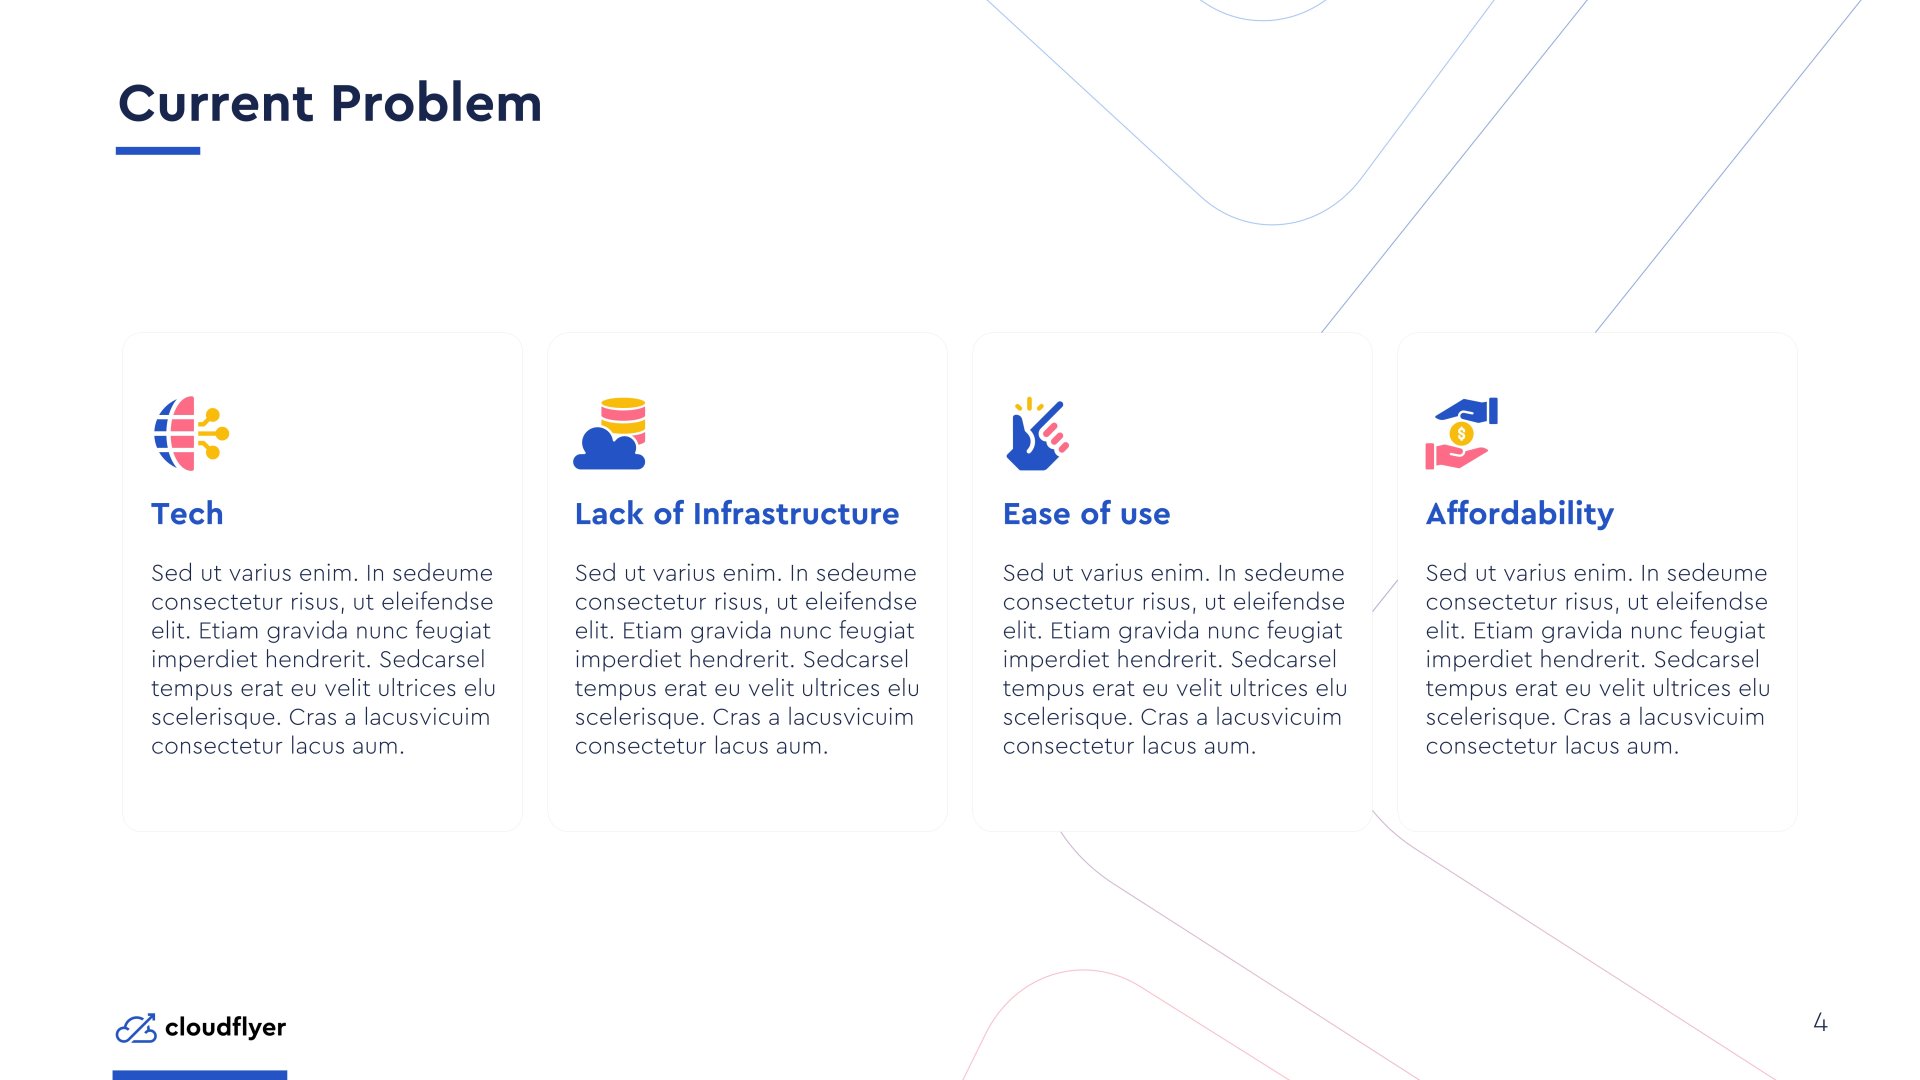 Current Problem
Tech
Sed ut varius enim. In sedeume
consectetur risus, ut eleifendse
elit. Etiam gravida nunc feugiat
imperdiet hendrerit. Sedcarsel
tempus erat eu velit ultrices elu
scelerisque. Cras a lacusvicuim
consectetur lacus aum.
Lack of Infrastructure
Sed ut varius enim. In sedeume
consectetur risus, ut eleifendse
elit. Etiam gravida nunc feugiat
imperdiet hendrerit. Sedcarsel
tempus erat eu velit ultrices elu
scelerisque. Cras a lacusvicuim
consectetur lacus aum.
Ease of use
Sed ut varius enim. In sedeume
consectetur risus, ut eleifendse
elit. Etiam gravida nunc feugiat
imperdiet hendrerit. Sedcarsel
tempus erat eu velit ultrices elu
scelerisque. Cras a lacusvicuim
consectetur lacus aum.
$
Affordability
Sed ut varius enim. In sedeume
consectetur risus, ut eleifendse
elit. Etiam gravida nunc feugiat
imperdiet hendrerit. Sedcarsel
tempus erat eu velit ultrices elu
scelerisque. Cras a lacusvicuim
consectetur lacus aum.
cloudflyer
4